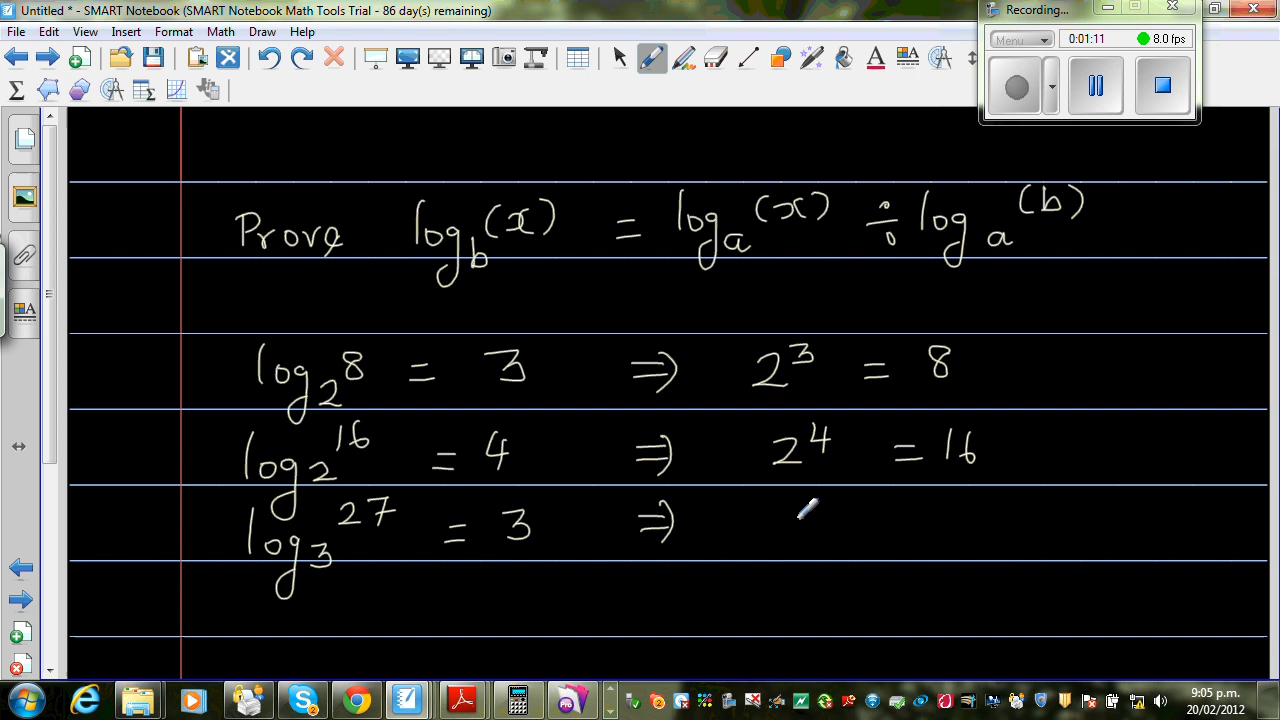 Untitled * - SMART Notebook (SMART Notebook Math Tools Trial - 86 day(s) remaining)
Recording...
File Edit View Insert Format Math Draw Help
Menu 0:01:11 8.0 fps
Prove log_b(x) = log_a(x) ÷ log_a(b)
log_2 8 = 3 ⇒ 2^3 = 8
log_2 16 = 4 ⇒ 2^4 = 16
log_3 27 = 3 ⇒
9:05 p.m.
20/02/2012